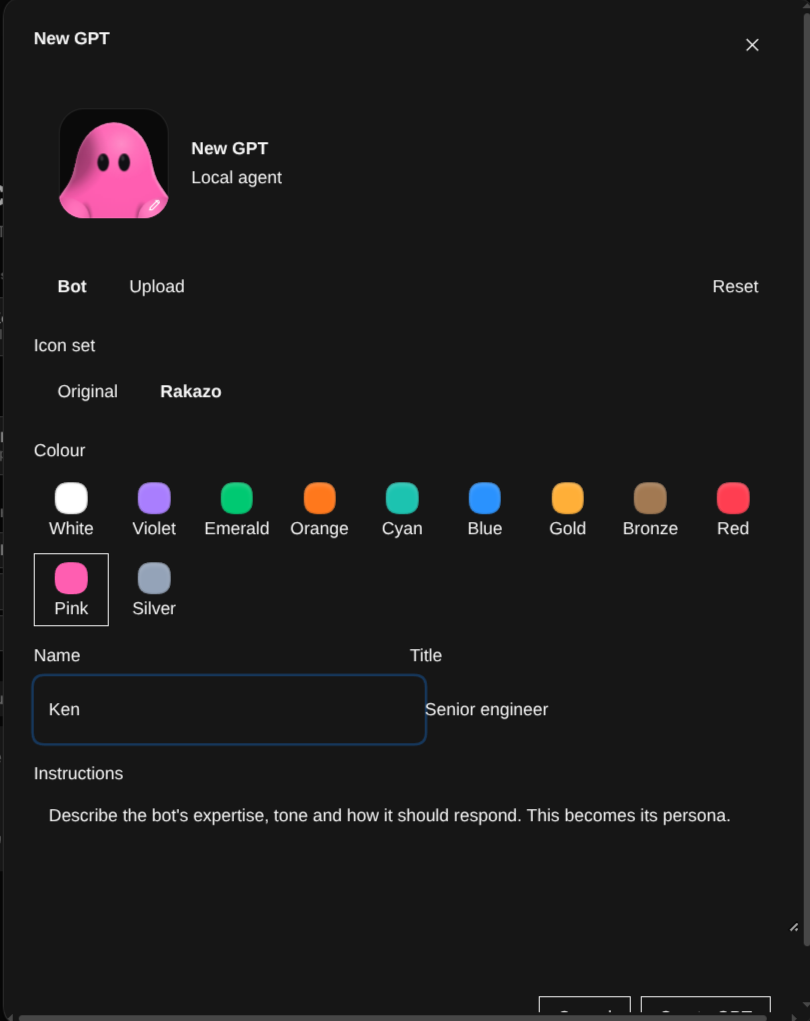 New GPT
New GPT
Local agent
Bot Upload Reset
Icon set
Original Rakazo
Colour
White Violet Emerald Orange Cyan Blue Gold Bronze Red
Pink Silver
Name Title
Ken Senior engineer
Instructions
Describe the bot's expertise, tone and how it should respond. This becomes its persona.